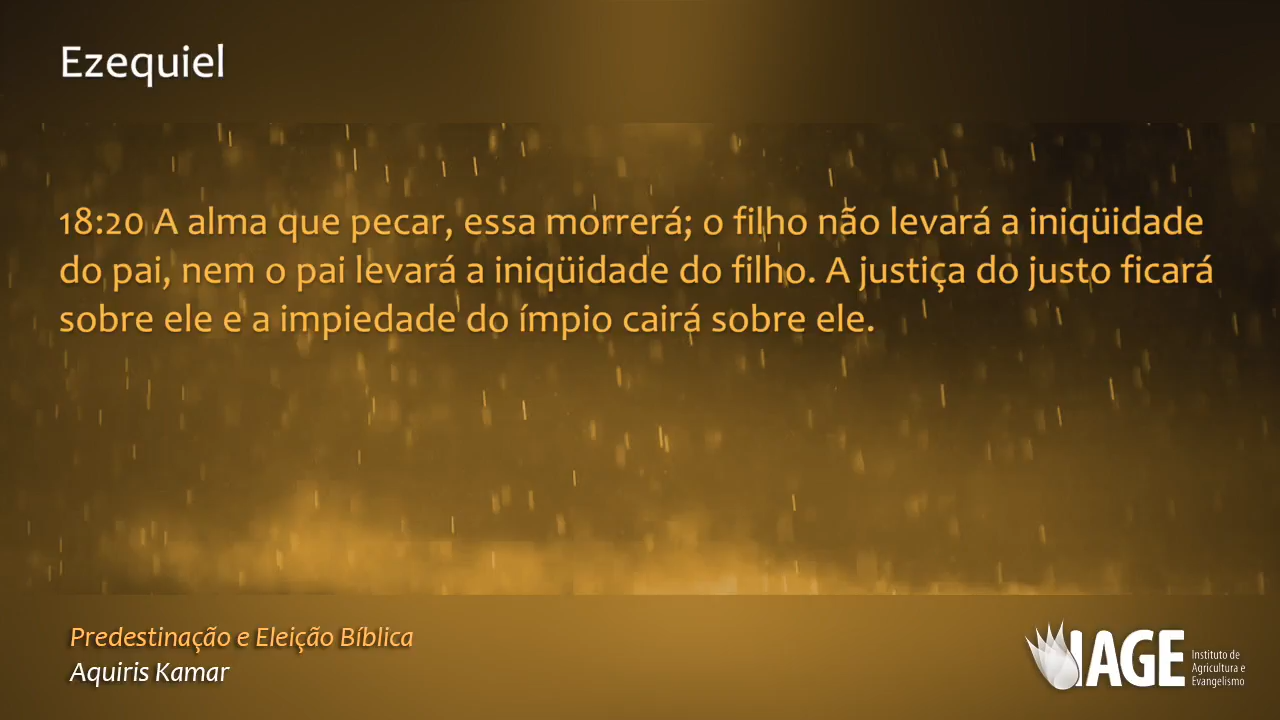 Ezequiel
18:20 A alma que pecar, essa morrerá; o filho não levará a iniqüidade
do pai, nem o pai levará a iniqüidade do filho. A justiça do justo ficará
sobre ele e a impiedade do ímpio cairá sobre ele.
Predestinação e Eleição Bíblica
Aquiris Kamar
IAGE
Instituto de
Agricultura e
Evangelismo